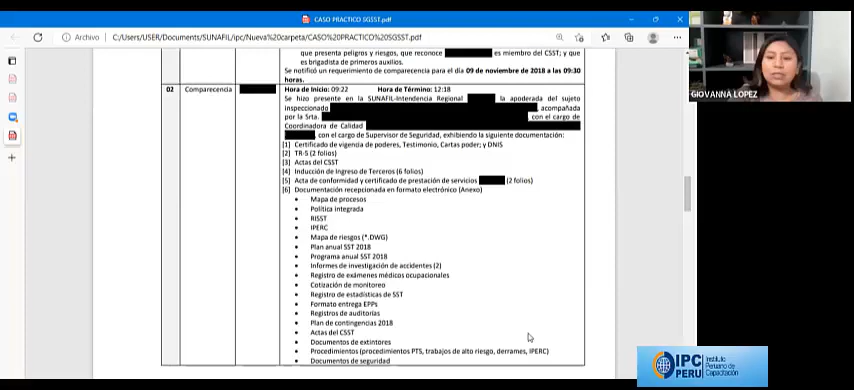 CASO PRACTICO SGSST.pdf
Archivo | C:/Users/USER/Documents/SUNAFIL/ipc/Nueva%20carpeta/CASO%20PRACTICO%20SGSST.pdf
que presenta peligros y riesgos, que reconoce es miembro del CSST; y que
es brigadista de primeros auxilios.
Se notificó un requerimiento de comparecencia para el día 09 de noviembre de 2018 a las 09:30
horas.
02 Comparecencia Hora de Inicio: 09:22 Hora de Término: 12:18
Se hizo presente en la SUNAFIL-Intendencia Regional la apoderada del sujeto
inspeccionado , acompañada
por la Srta. con el cargo de
Coordinadora de Calidad
, con el cargo de Supervisor de Seguridad, exhibiendo la siguiente documentación:
[1] Certificado de vigencia de poderes, Testimonio, Cartas poder; y DNIS
[2] TR-5 (2 folios)
[3] Actas del CSST
[4] Inducción de Ingreso de Terceros (6 folios)
[5] Acta de conformidad y certificado de prestación de servicios (2 folios)
[6] Documentación recepcionada en formato electrónico (Anexo)
• Mapa de procesos
• Política integrada
• RISST
• IPERC
• Mapa de riesgos (*.DWG)
• Plan anual SST 2018
• Programa anual SST 2018
• Informes de investigación de accidentes (2)
• Registro de exámenes médicos ocupacionales
• Cotización de monitoreo
• Registro de estadísticas de SST
• Formato entrega EPPs
• Registros de auditorías
• Plan de contingencias 2018
• Actas del CSST
• Documentos de extintores
• Procedimientos (procedimientos PTS, trabajos de alto riesgo, derrames, IPERC)
• Documentos de seguridad
GIOVANNA LOPEZ
IPC PERU
Instituto
Peruano de
Capacitación